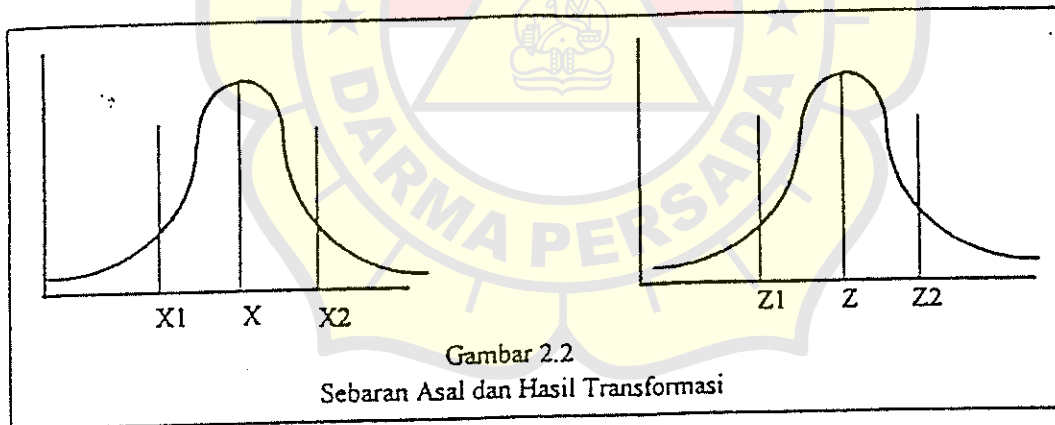 DARMA PERSADA
X1 X X2
Z1 Z Z2
Gambar 2.2
Sebaran Asal dan Hasil Transformasi